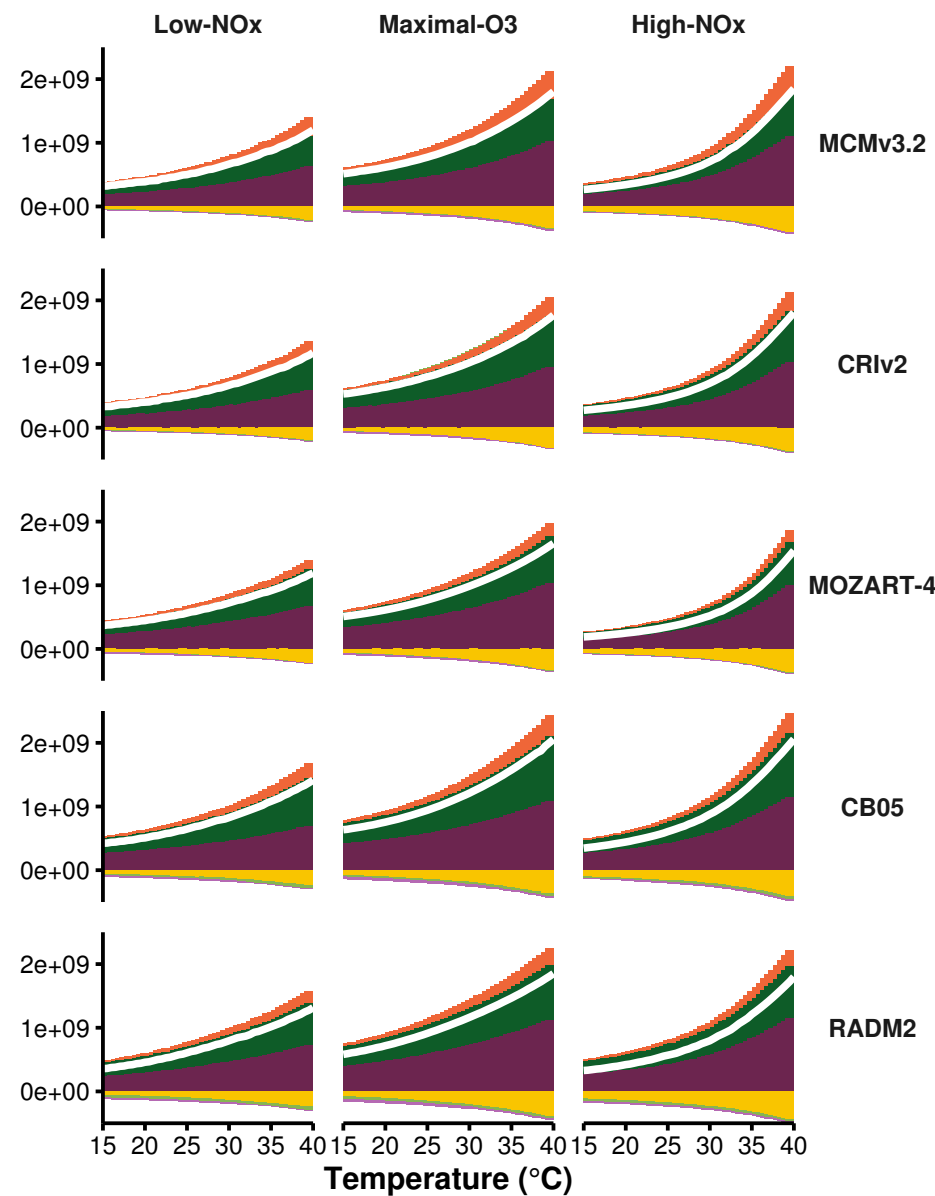 Low-NOx Maximal-O3 High-NOx
2e+09
1e+09
0e+00
MCMv3.2
2e+09
1e+09
0e+00
CRIv2
2e+09
1e+09
0e+00
MOZART-4
2e+09
1e+09
0e+00
CB05
2e+09
1e+09
0e+00
RADM2
15 20 25 30 35 40 15 20 25 30 35 40 15 20 25 30 35 40
Temperature (°C)